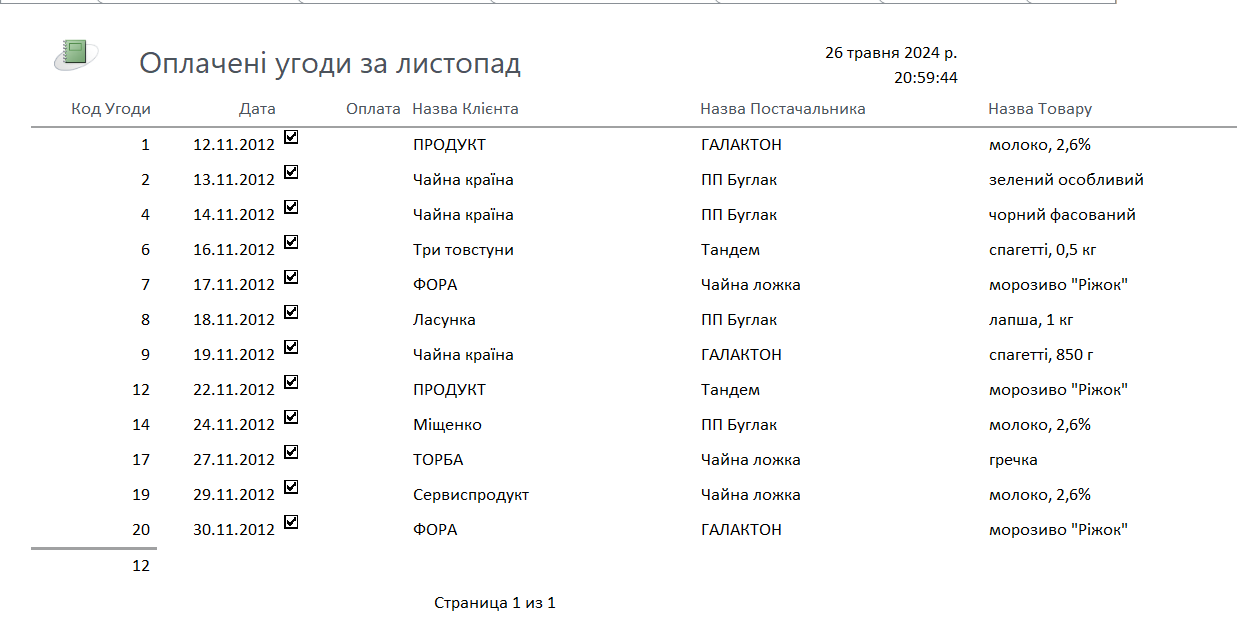 Оплачені угоди за листопад
26 травня 2024 р.
20:59:44
Код Угоди Дата Оплата Назва Клієнта Назва Постачальника Назва Товару
1 12.11.2012 ПРОДУКТ ГАЛАКТОН молоко, 2,6%
2 13.11.2012 Чайна країна ПП Буглак зелений особливий
4 14.11.2012 Чайна країна ПП Буглак чорний фасований
6 16.11.2012 Три товстуни Тандем спагетті, 0,5 кг
7 17.11.2012 ФОРА Чайна ложка морозиво "Ріжок"
8 18.11.2012 Ласунка ПП Буглак лапша, 1 кг
9 19.11.2012 Чайна країна ГАЛАКТОН спагетті, 850 г
12 22.11.2012 ПРОДУКТ Тандем морозиво "Ріжок"
14 24.11.2012 Міщенко ПП Буглак молоко, 2,6%
17 27.11.2012 ТОРБА Чайна ложка гречка
19 29.11.2012 Сервиспродукт Чайна ложка молоко, 2,6%
20 30.11.2012 ФОРА ГАЛАКТОН морозиво "Ріжок"
12
Страница 1 из 1